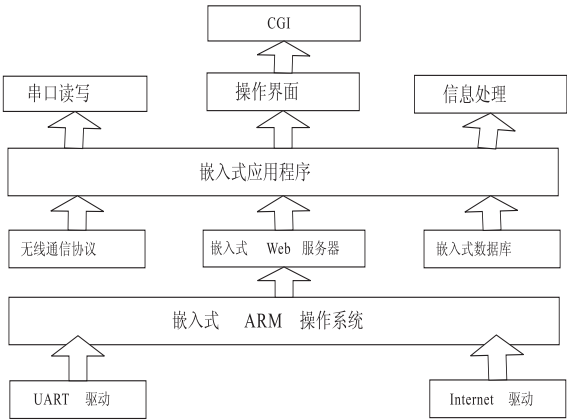 CGI
串口读写
操作界面
信息处理
嵌入式应用程序
无线通信协议
嵌入式 Web 服务器
嵌入式数据库
嵌入式 ARM 操作系统
UART 驱动
Internet 驱动